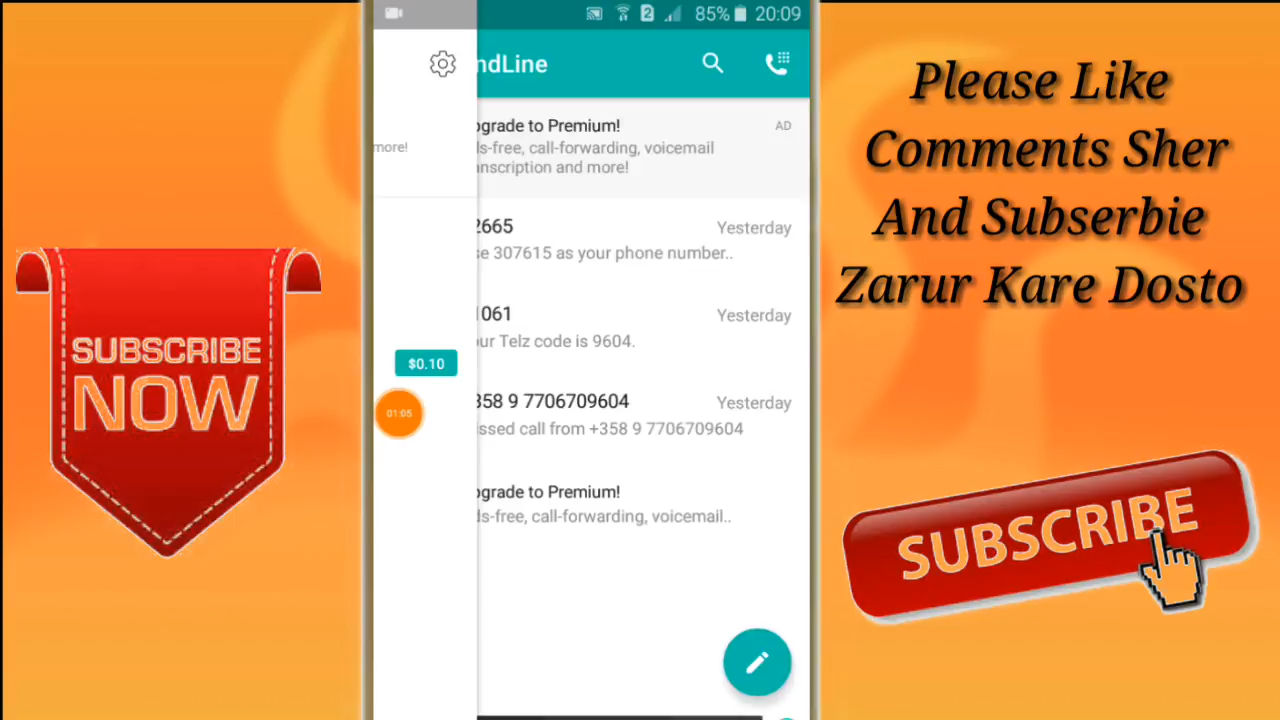 85% 20:09
ndLine
pgrade to Premium!
AD
ds-free, call-forwarding, voicemail
more!
anscription and more!
2665
Yesterday
se 307615 as your phone number..
1061
Yesterday
our Telz code is 9604.
$0.10
358 9 7706709604
Yesterday
01:05
issed call from +358 9 7706709604
pgrade to Premium!
ds-free, call-forwarding, voicemail..
SUBSCRIBE
NOW
Please Like
Comments Sher
And Subserbie
Zarur Kare Dosto
SUBSCRIBE